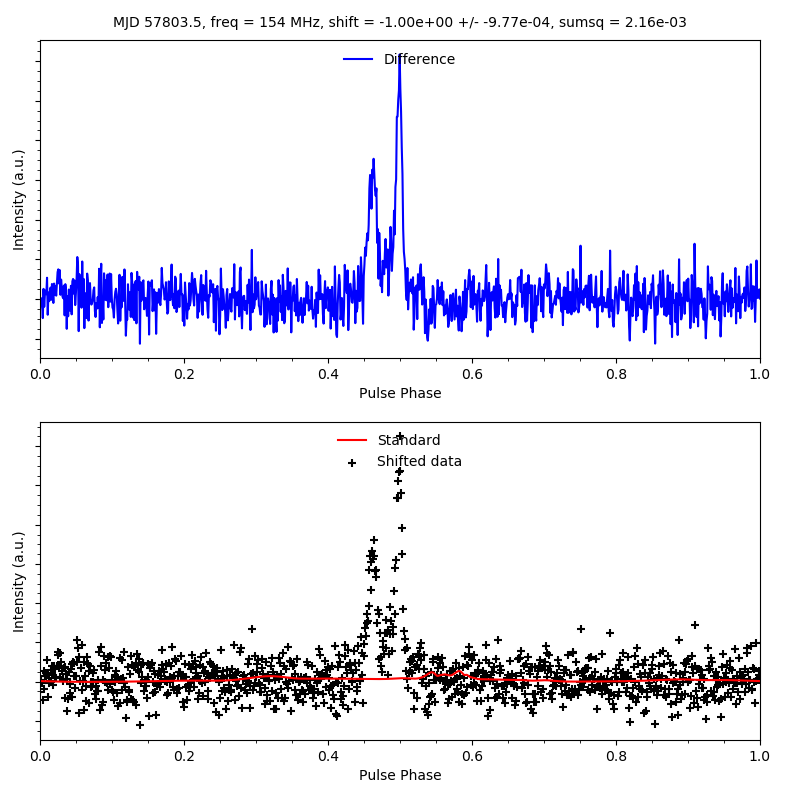 MJD 57803.5, freq = 154 MHz, shift = -1.00e+00 +/- -9.77e-04, sumsq = 2.16e-03
Difference
Intensity (a.u.)
0.0 0.2 0.4 0.6 0.8 1.0
Pulse Phase
Standard
Shifted data
Intensity (a.u.)
0.0 0.2 0.4 0.6 0.8 1.0
Pulse Phase